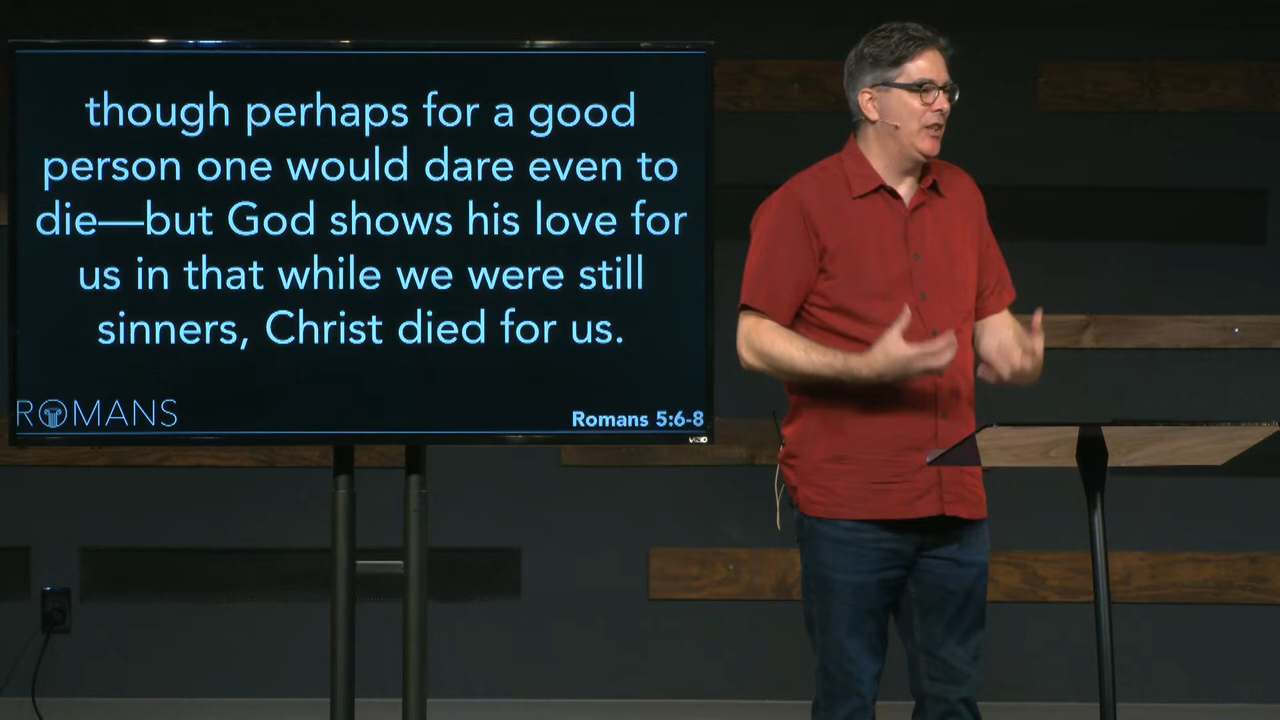 though perhaps for a good
person one would dare even to
die—but God shows his love for
us in that while we were still
sinners, Christ died for us.
ROMANS
Romans 5:6-8
VIZIO